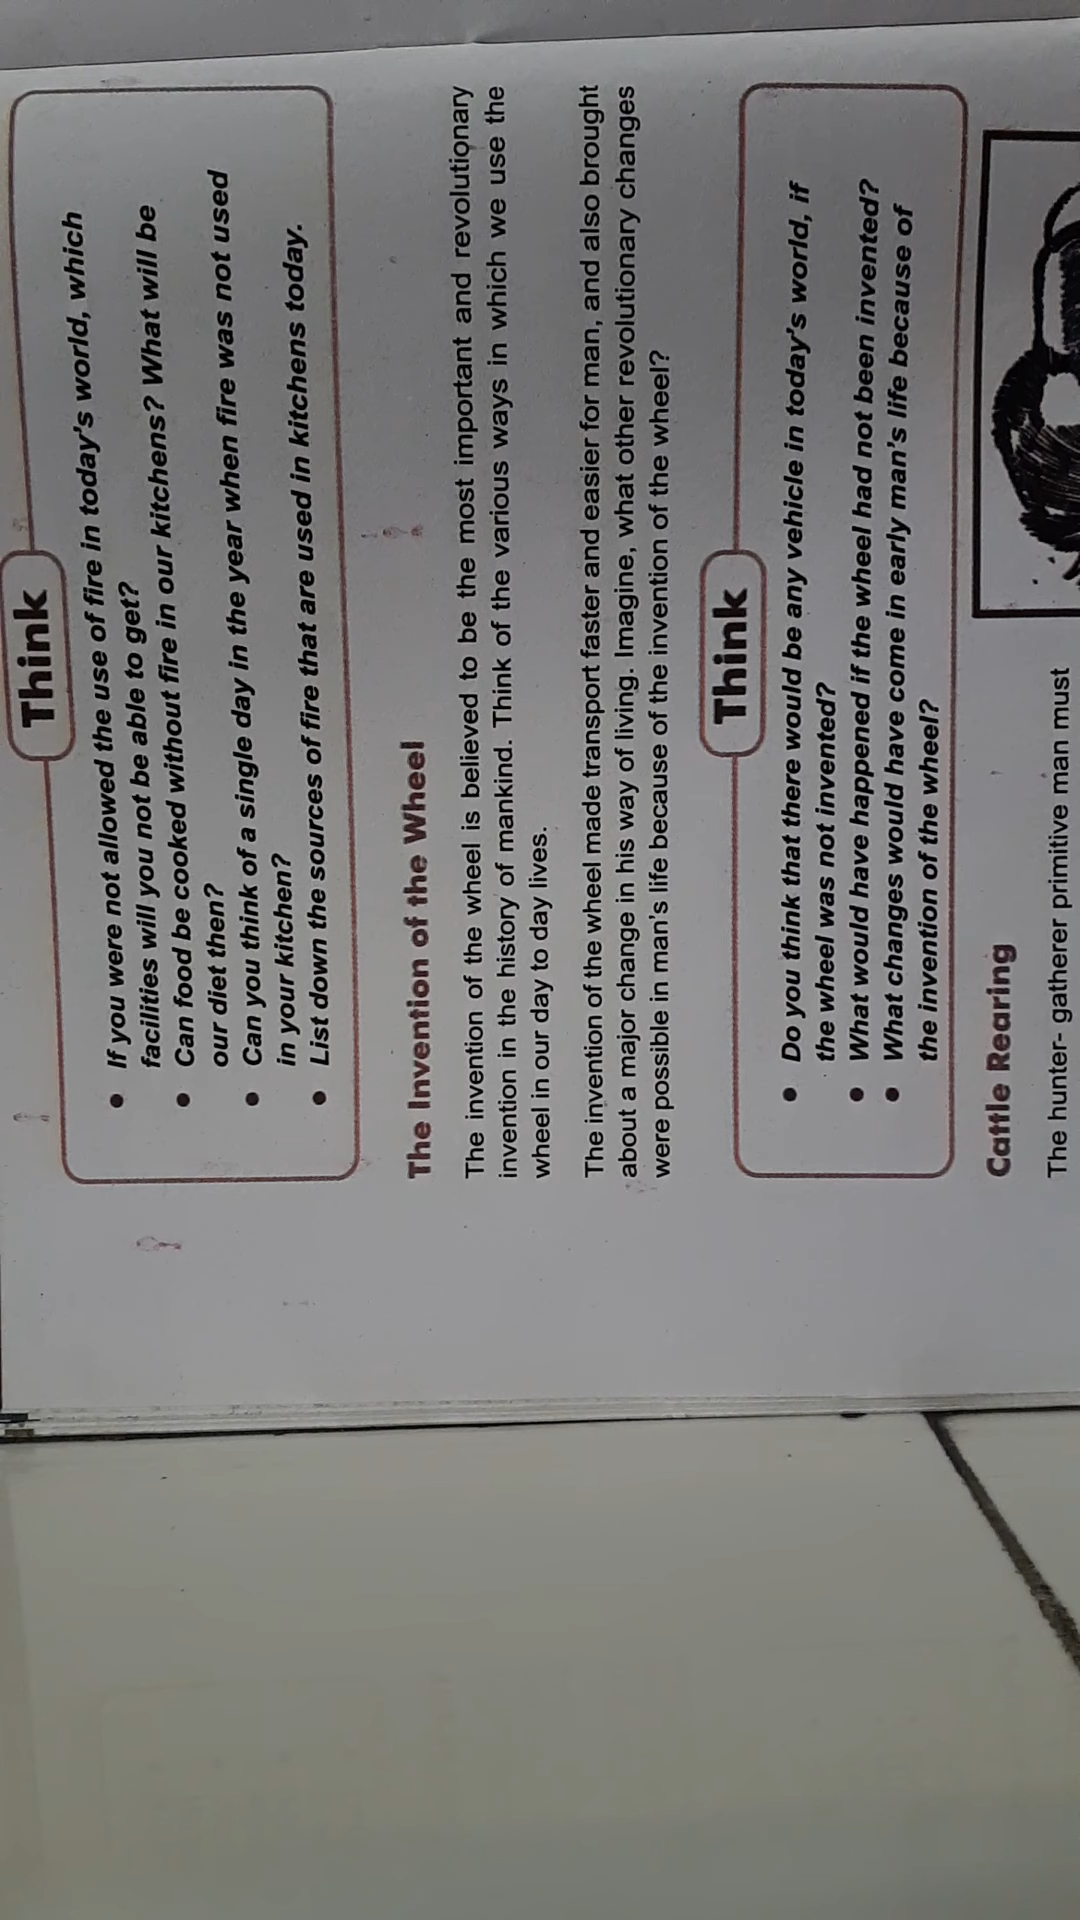 Think
• If you were not allowed the use of fire in today's world, which
facilities will you not be able to get?
• Can food be cooked without fire in our kitchens? What will be
our diet then?
• Can you think of a single day in the year when fire was not used
in your kitchen?
• List down the sources of fire that are used in kitchens today.
The Invention of the Wheel
The invention of the wheel is believed to be the most important and revolutionary
invention in the history of mankind. Think of the various ways in which we use the
wheel in our day to day lives.
The invention of the wheel made transport faster and easier for man, and also brought
about a major change in his way of living. Imagine, what other revolutionary changes
were possible in man's life because of the invention of the wheel?
Think
• Do you think that there would be any vehicle in today's world, if
the wheel was not invented?
• What would have happened if the wheel had not been invented?
• What changes would have come in early man's life because of
the invention of the wheel?
Cattle Rearing
The hunter- gatherer primitive man must